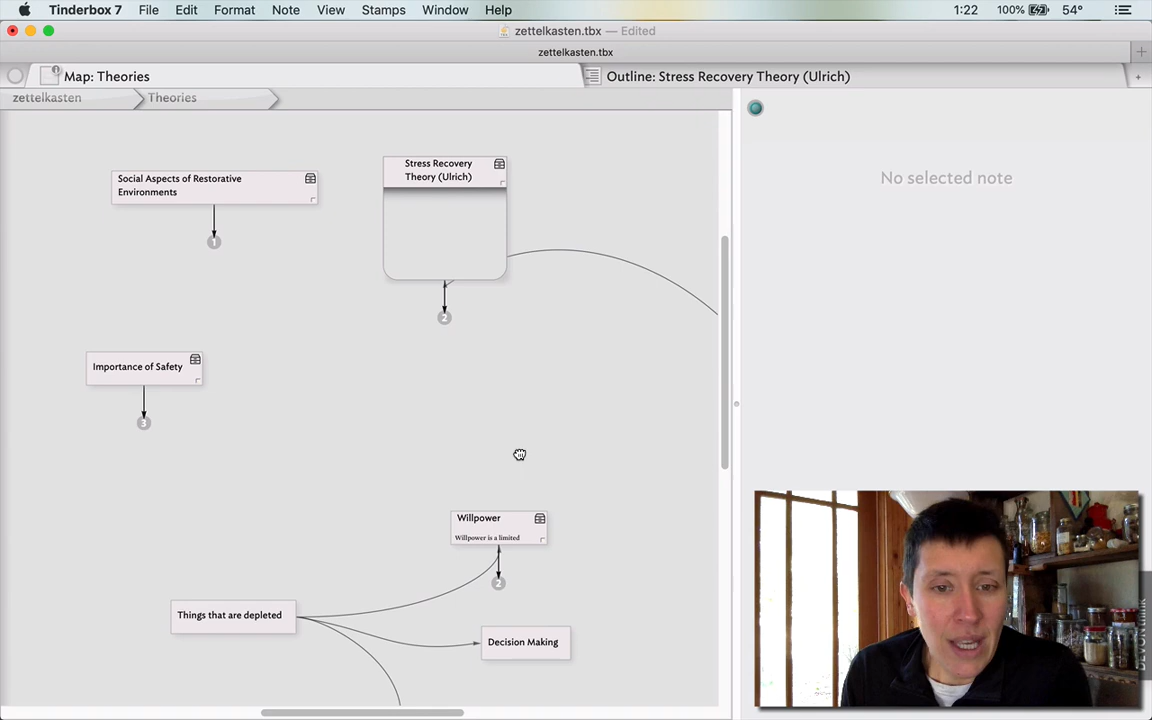 Tinderbox 7 File Edit Format Note View Stamps Window Help 1:22 100% 54°
zettelkasten.tbx — Edited
zettelkasten.tbx
Map: Theories
Outline: Stress Recovery Theory (Ulrich)
zettelkasten Theories
No selected note
Social Aspects of Restorative
Environments
1
Stress Recovery
Theory (Ulrich)
2
Importance of Safety
3
Willpower
Willpower is a limited
2
Things that are depleted
Decision Making